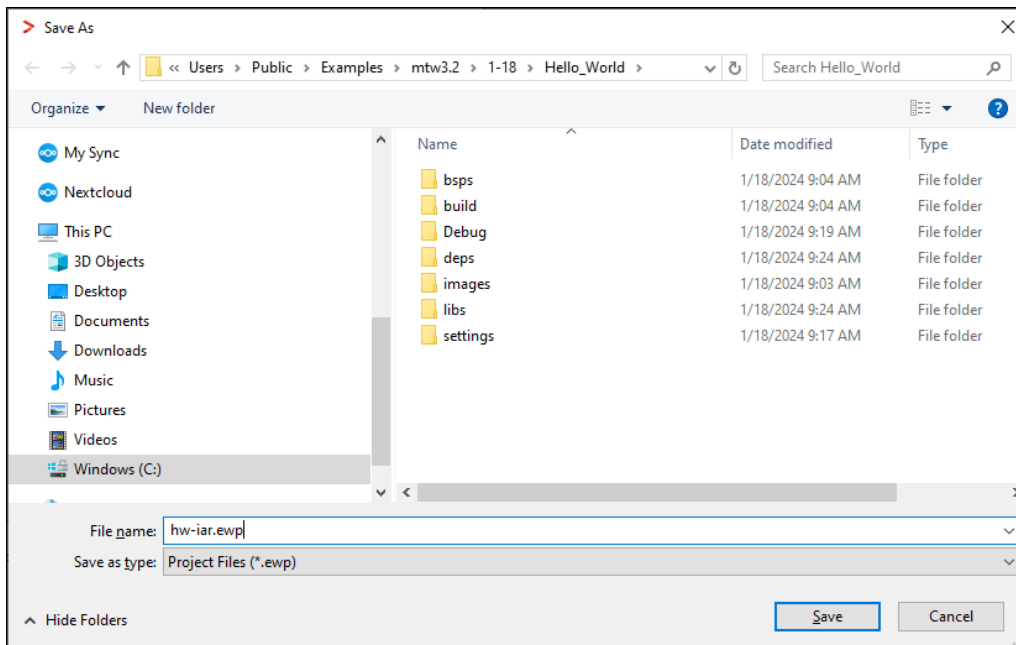 Save As
« Users > Public > Examples > mtw3.2 > 1-18 > Hello_World >
Search Hello_World
Organize
New folder
My Sync
Nextcloud
This PC
3D Objects
Desktop
Documents
Downloads
Music
Pictures
Videos
Windows (C:)
Name Date modified Type
bsps 1/18/2024 9:04 AM File folder
build 1/18/2024 9:04 AM File folder
Debug 1/18/2024 9:19 AM File folder
deps 1/18/2024 9:24 AM File folder
images 1/18/2024 9:03 AM File folder
libs 1/18/2024 9:24 AM File folder
settings 1/18/2024 9:17 AM File folder
File name: hw-iar.ewp
Save as type: Project Files (*.ewp)
Hide Folders
Save
Cancel